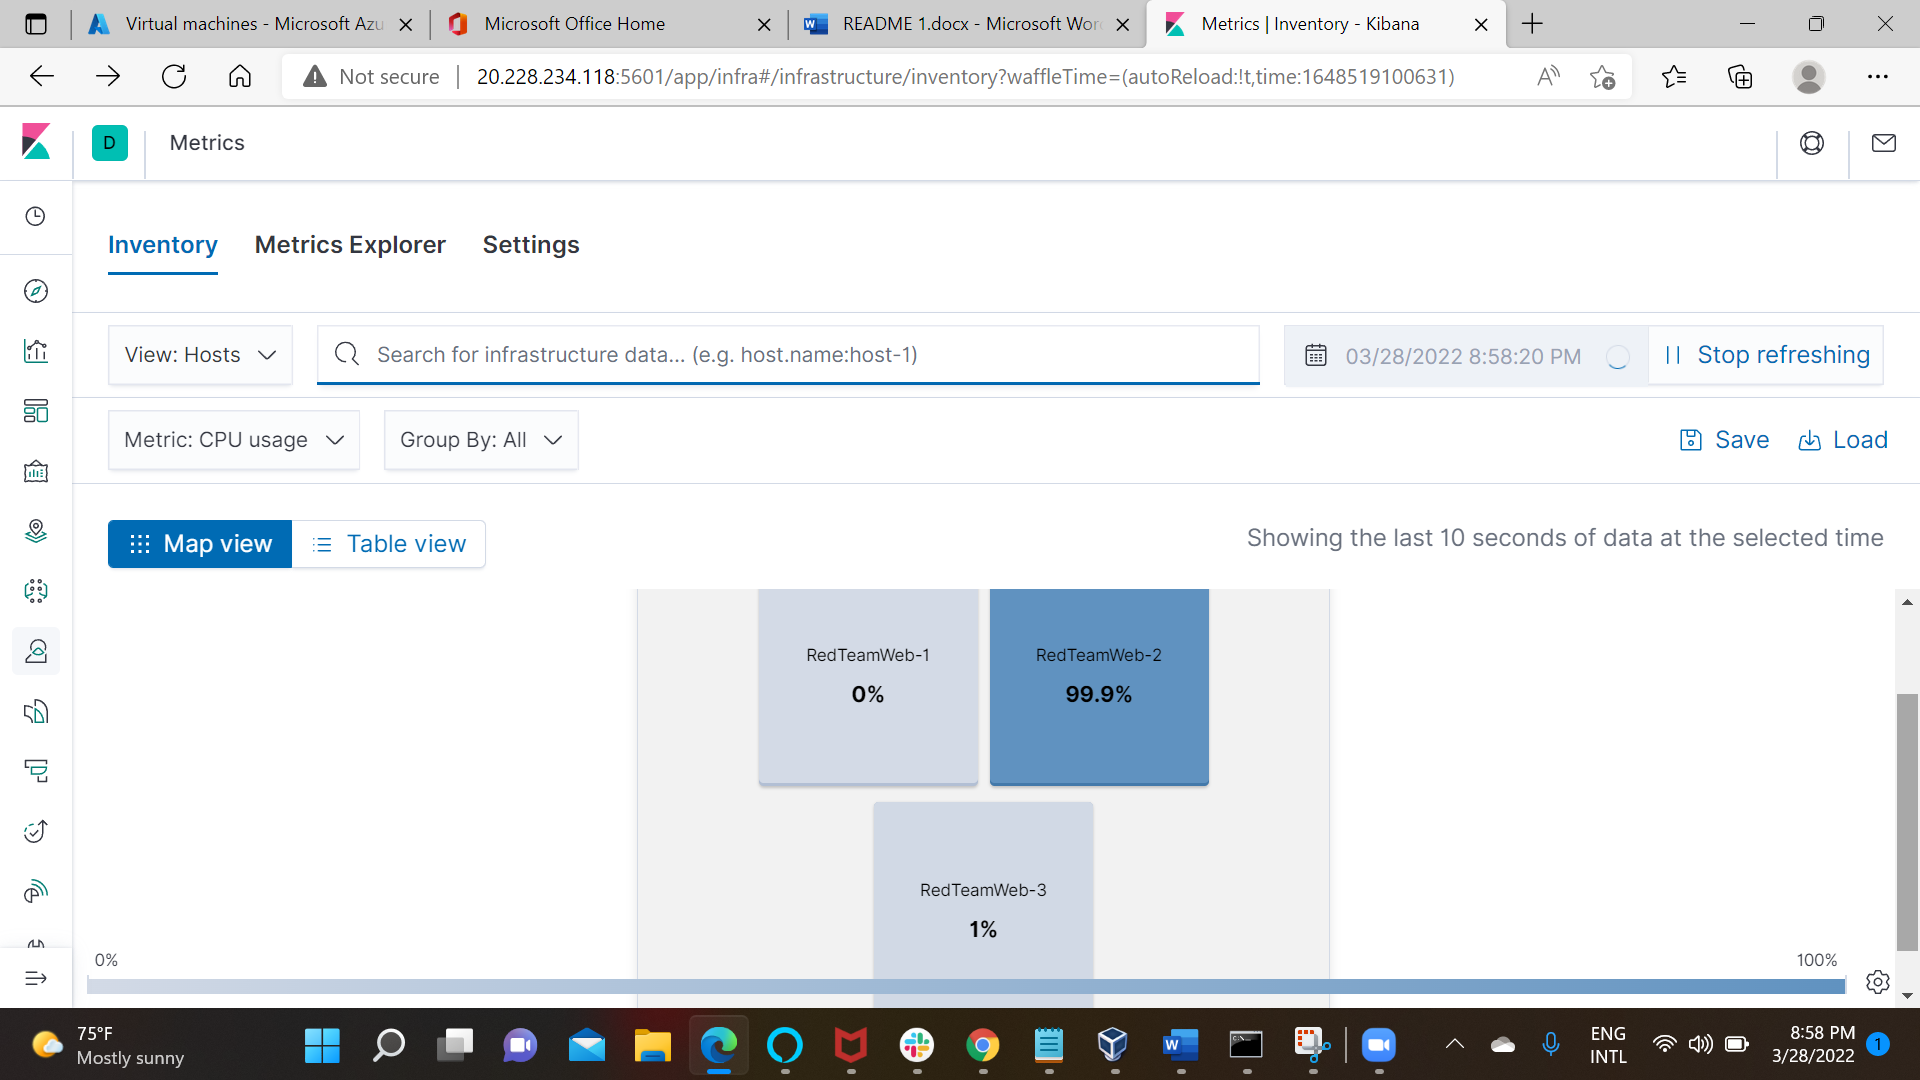 Virtual machines - Microsoft Azu
Microsoft Office Home
README 1.docx - Microsoft Wor
Metrics | Inventory - Kibana
Not secure
20.228.234.118:5601/app/infra#/infrastructure/inventory?waffleTime=(autoReload:!t,time:1648519100631)
D
Metrics
Inventory
Metrics Explorer
Settings
View: Hosts
Search for infrastructure data... (e.g. host.name:host-1)
03/28/2022 8:58:20 PM
Stop refreshing
Metric: CPU usage
Group By: All
Save
Load
Map view
Table view
Showing the last 10 seconds of data at the selected time
RedTeamWeb-1
0%
RedTeamWeb-2
99.9%
RedTeamWeb-3
1%
0%
100%
75°F
Mostly sunny
ENG
INTL
8:58 PM
3/28/2022
1